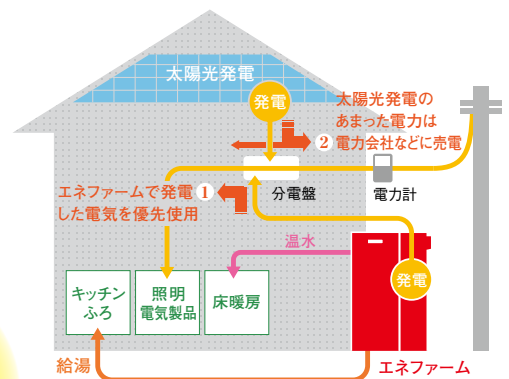 太陽光発電
発電
太陽光発電の
あまった電力は
② 電力会社などに売電
エネファームで発電 ①
した電気を優先使用
分電盤
電力計
温水
キッチン
ふろ
照明
電気製品
床暖房
発電
給湯
エネファーム